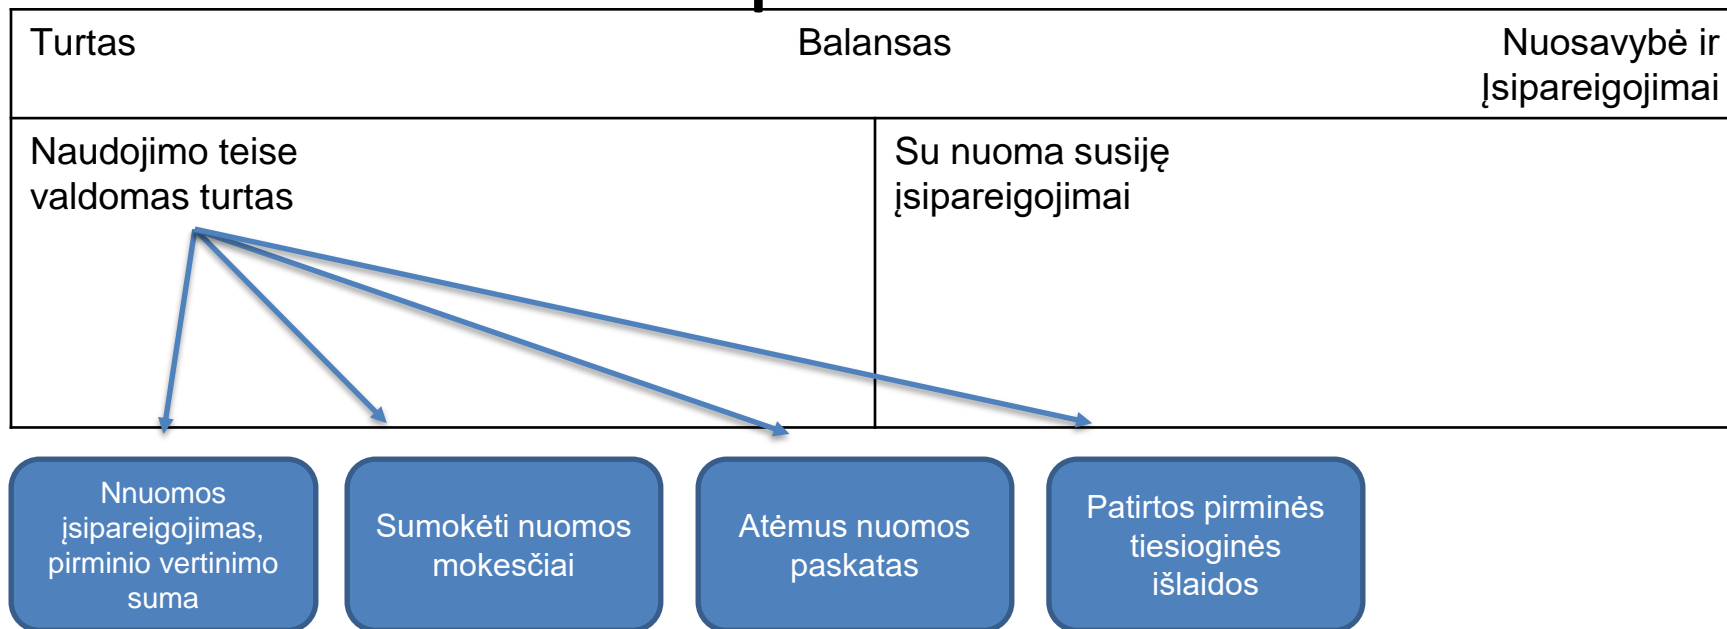 Turtas
Balansas
Nuosavybė ir
Įsipareigojimai
Naudojimo teise
valdomas turtas
Su nuoma susiję
įsipareigojimai
Nnuomos
įsipareigojimas,
pirminio vertinimo
suma
Sumokėti nuomos
mokesčiai
Atėmus nuomos
paskatas
Patirtos pirminės
tiesioginės
išlaidos